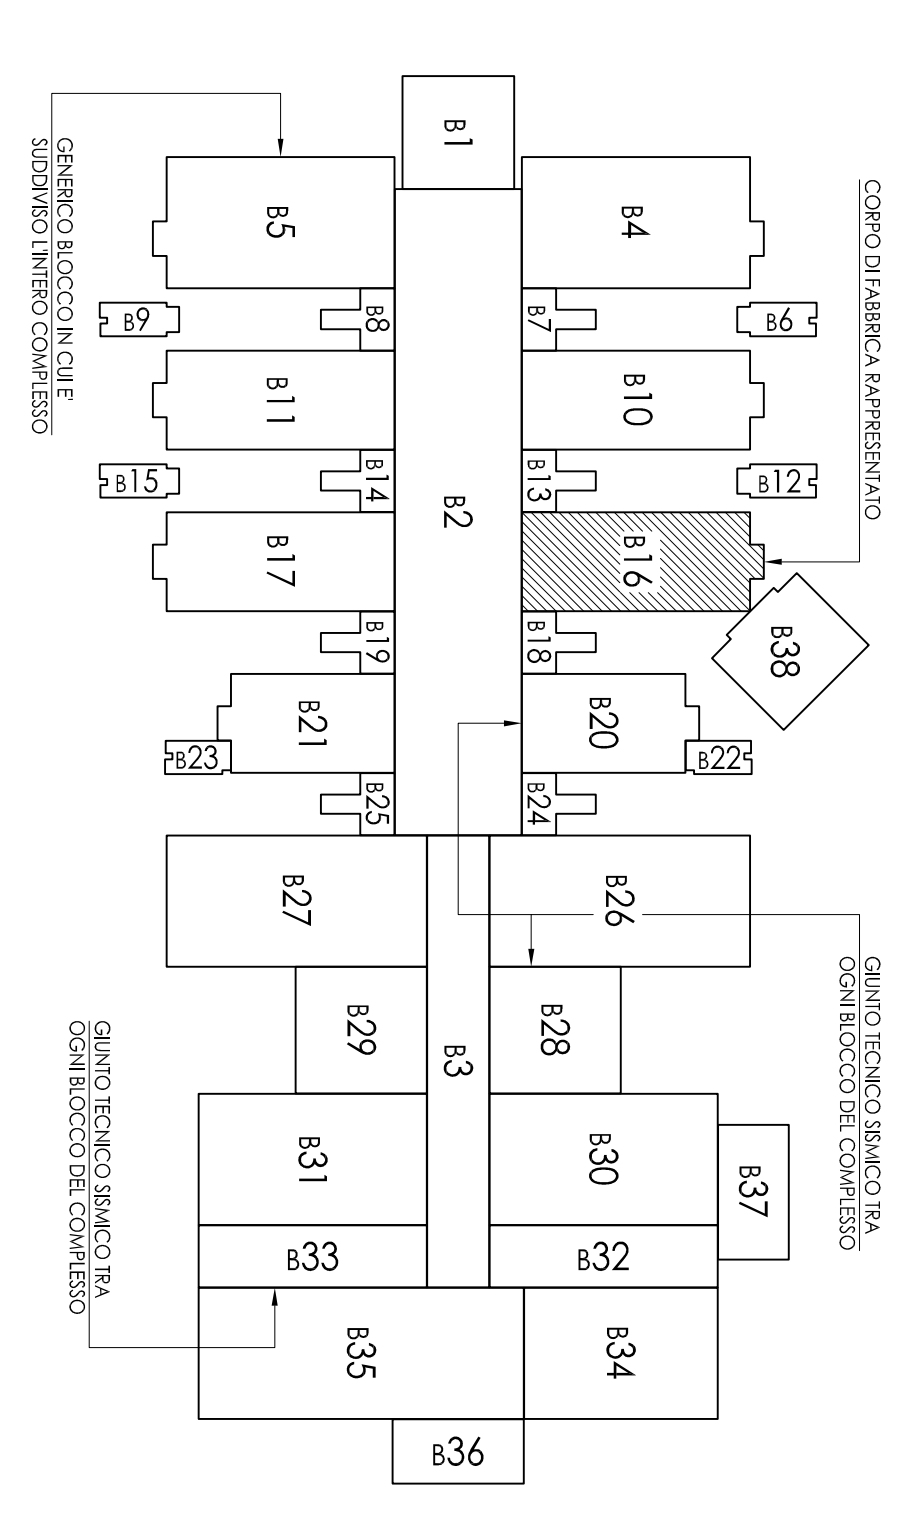 CORPO DI FABBRICA RAPPRESENTATO
GENERICO BLOCCO IN CUI E'
SUDDIVISO L'INTERO COMPLESSO
GIUNTO TECNICO SISMICO TRA
OGNI BLOCCO DEL COMPLESSO
GIUNTO TECNICO SISMICO TRA
OGNI BLOCCO DEL COMPLESSO
B1
B5
B4
B9
B8
B7
B6
B11
B10
B15
B14
B13
B12
B2
B17
B16
B38
B19
B18
B21
B20
B23
B22
B25
B24
B27
B26
B29
B28
B3
B31
B30
B37
B33
B32
B35
B34
B36